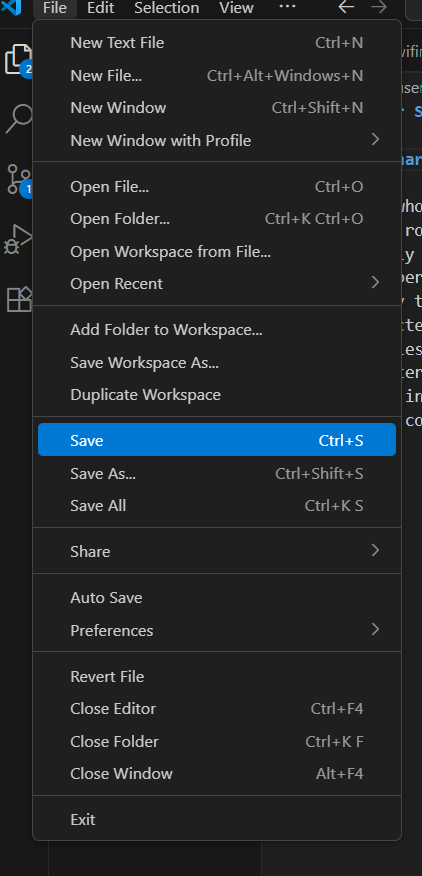 File Edit Selection View ...
New Text File Ctrl+N
New File... Ctrl+Alt+Windows+N
New Window Ctrl+Shift+N
New Window with Profile
Open File... Ctrl+O
Open Folder... Ctrl+K Ctrl+O
Open Workspace from File...
Open Recent
Add Folder to Workspace...
Save Workspace As...
Duplicate Workspace
Save Ctrl+S
Save As... Ctrl+Shift+S
Save All Ctrl+K S
Share
Auto Save
Preferences
Revert File
Close Editor Ctrl+F4
Close Folder Ctrl+K F
Close Window Alt+F4
Exit
2
1